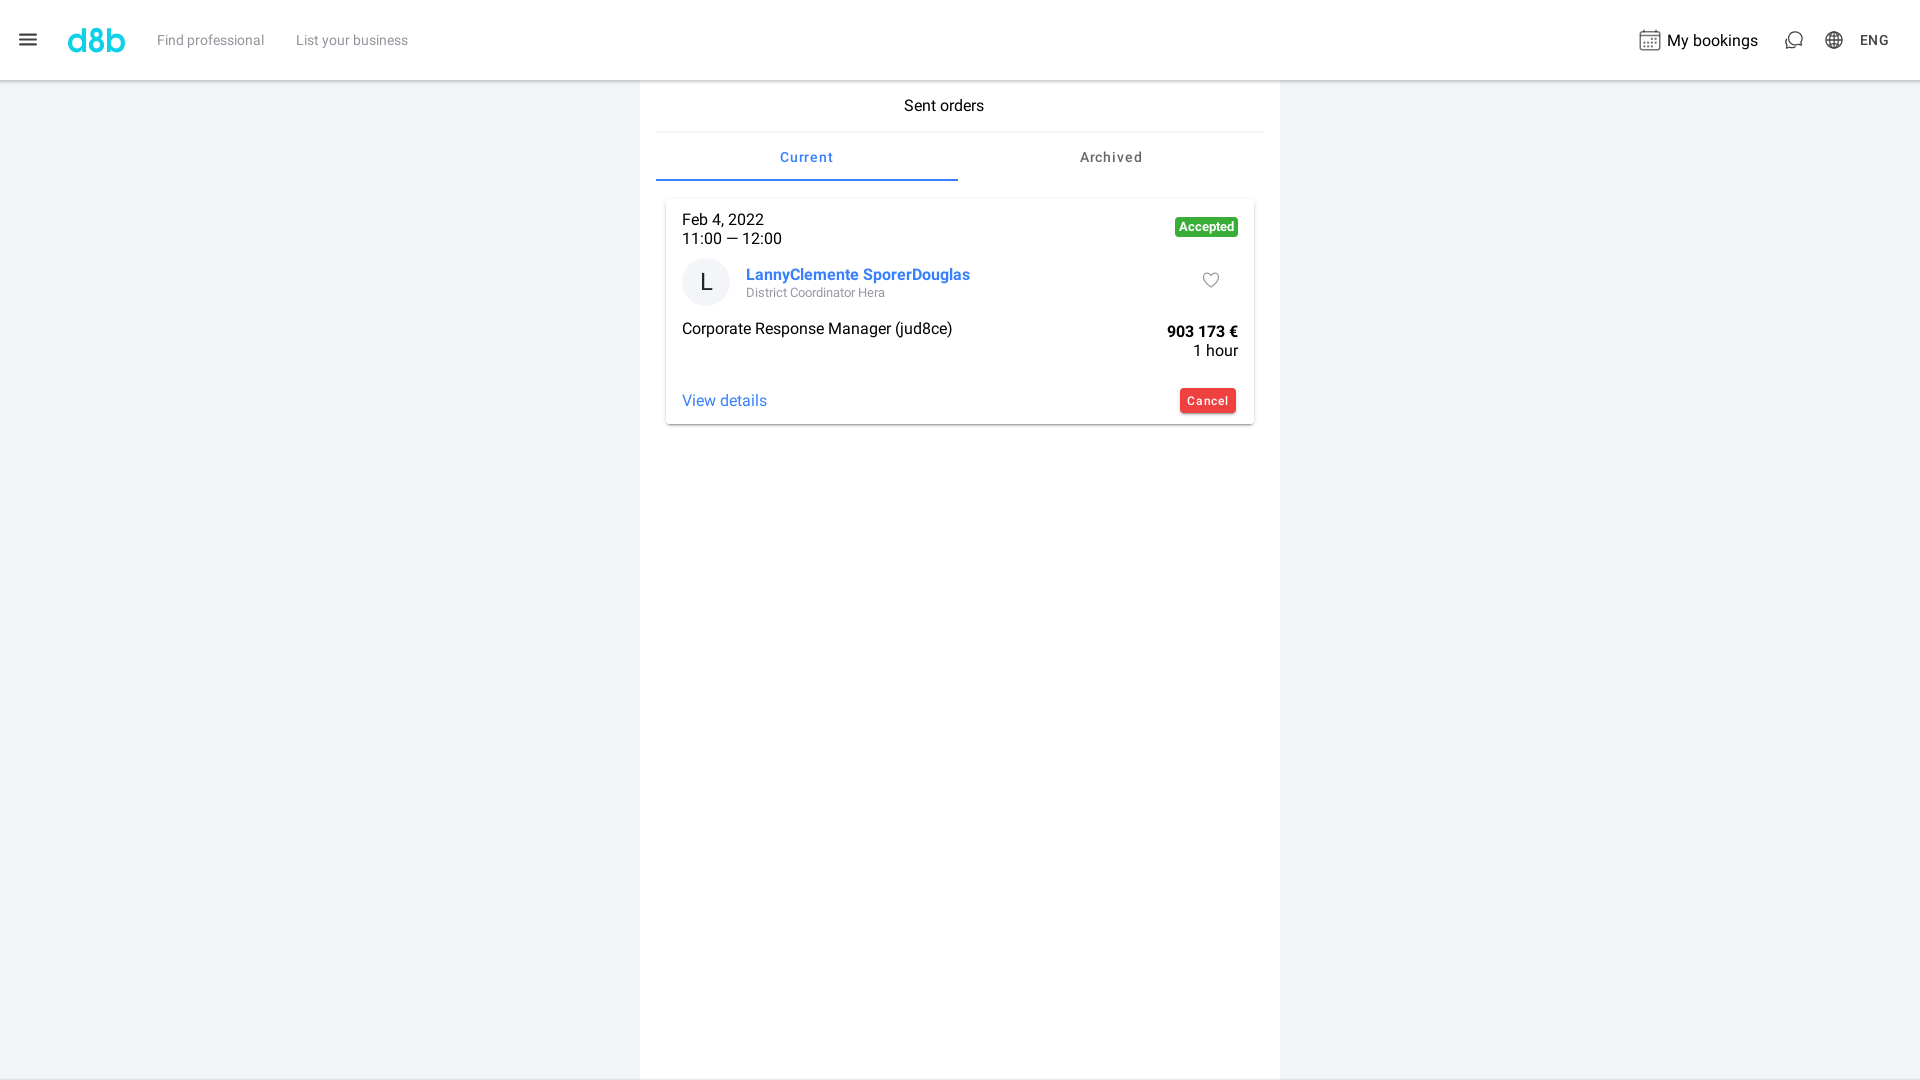 d8b
Find professional
List your business
My bookings
ENG
Sent orders
Current
Archived
Feb 4, 2022
11:00 — 12:00
Accepted
L
LannyClemente SporerDouglas
District Coordinator Hera
Corporate Response Manager (jud8ce)
903 173 €
1 hour
View details
Cancel